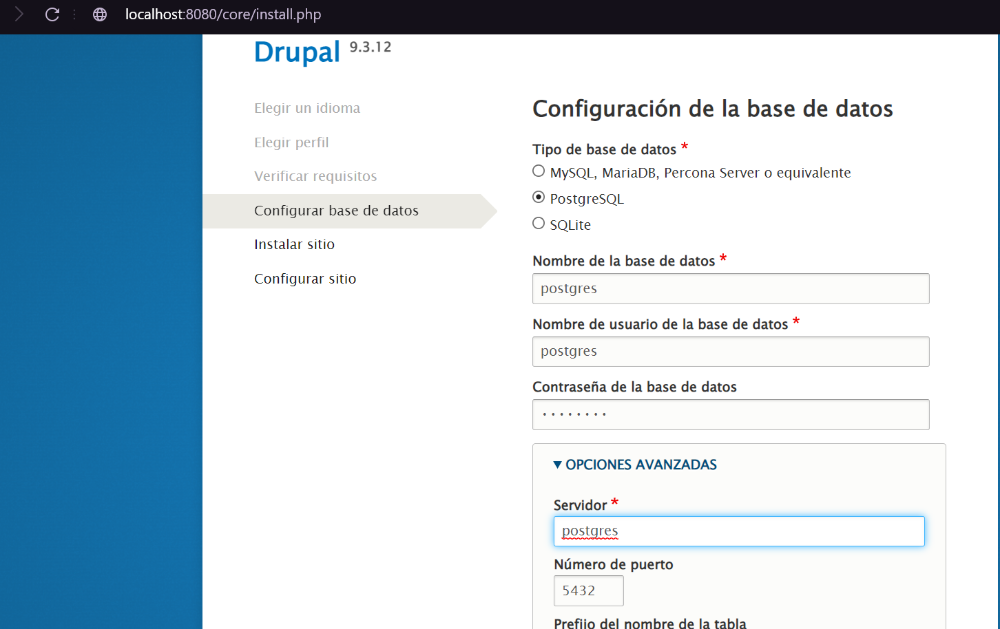 localhost:8080/core/install.php
Drupal 9.3.12
Elegir un idioma
Elegir perfil
Verificar requisitos
Configurar base de datos
Instalar sitio
Configurar sitio
Configuración de la base de datos
Tipo de base de datos *
MySQL, MariaDB, Percona Server o equivalente
PostgreSQL
SQLite
Nombre de la base de datos *
postgres
Nombre de usuario de la base de datos *
postgres
Contraseña de la base de datos
••••••••
▼ OPCIONES AVANZADAS
Servidor *
postgres
Número de puerto
5432
Prefijo del nombre de la tabla